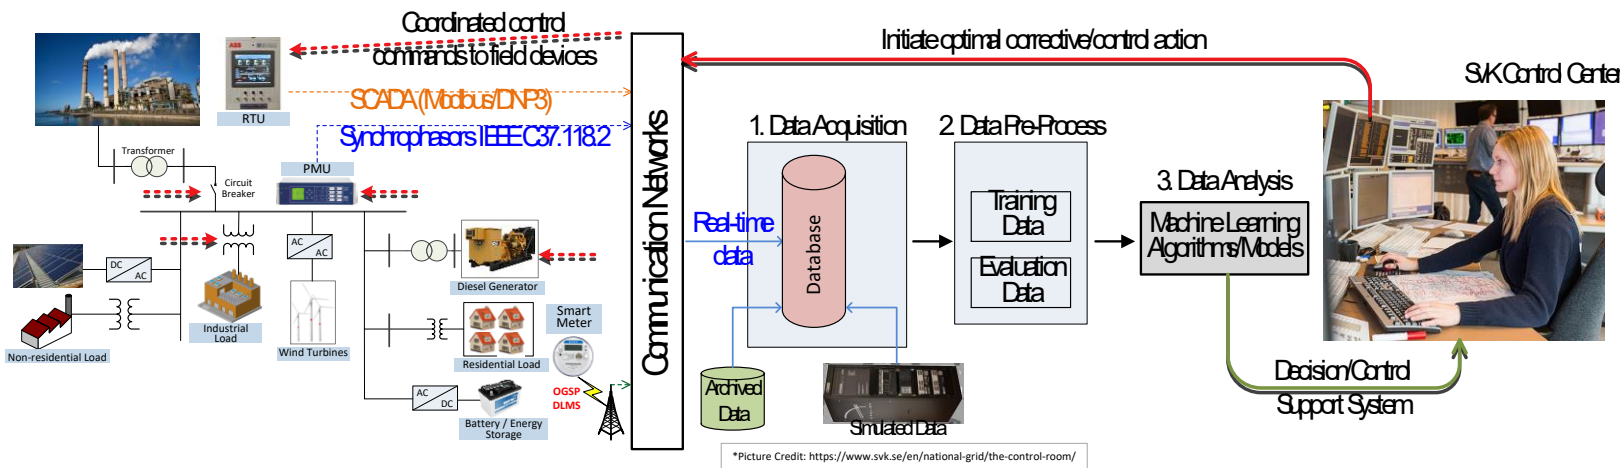 Coordinated control
commands to field devices
Initiate optimal corrective/control action
SvK Control Center
ABB
RTU
SCADA (Modbus/DNP3)
Synchrophasors IEEE C37.118.2
Transformer
PMU
Circuit
Breaker
Communication Networks
1. Data Acquisition
2. Data Pre-Process
3. Data Analysis
Real-time
data
Database
Training
Data
Evaluation
Data
Machine Learning
Algorithms/Models
AC
AC
DC
AC
Diesel Generator
Industrial
Load
Non-residential Load
Wind Turbines
Residential Load
Smart
Meter
OGSP
DLMS
AC
DC
Battery / Energy
Storage
Archived
Data
Simulated Data
Decision/Control
Support System
*Picture Credit: https://www.svk.se/en/national-grid/the-control-room/